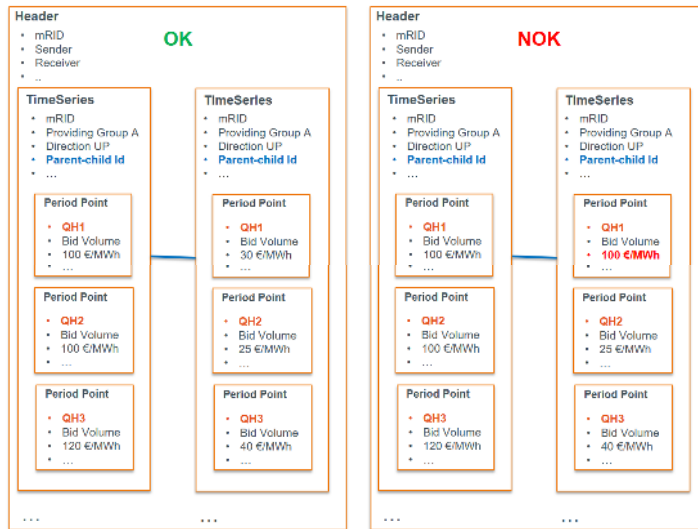 Header
• mRID
• Sender
• Receiver
• ..
OK
TimeSeries
• mRID
• Providing Group A
• Direction UP
• Parent-child Id
• ...
Period Point
• QH1
• Bid Volume
• 100 €/MWh
• ...
Period Point
• QH2
• Bid Volume
• 100 €/MWh
• ...
Period Point
• QH3
• Bid Volume
• 120 €/MWh
• ...
...
TimeSeries
• mRID
• Providing Group A
• Direction UP
• Parent-child Id
• ...
Period Point
• QH1
• Bid Volume
• 30 €/MWh
• ...
Period Point
• QH2
• Bid Volume
• 25 €/MWh
• ...
Period Point
• QH3
• Bid Volume
• 40 €/MWh
• ...
...
Header
• mRID
• Sender
• Receiver
• ..
NOK
TimeSeries
• mRID
• Providing Group A
• Direction UP
• Parent-child Id
• ...
Period Point
• QH1
• Bid Volume
• 100 €/MWh
• ...
Period Point
• QH2
• Bid Volume
• 100 €/MWh
• ...
Period Point
• QH3
• Bid Volume
• 120 €/MWh
• ...
...
TimeSeries
• mRID
• Providing Group A
• Direction UP
• Parent-child Id
• ...
Period Point
• QH1
• Bid Volume
• 100 €/MWh
• ...
Period Point
• QH2
• Bid Volume
• 25 €/MWh
• ...
Period Point
• QH3
• Bid Volume
• 40 €/MWh
• ...
...